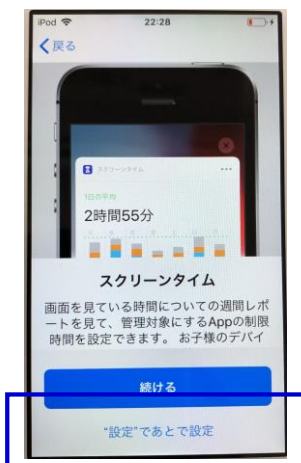 iPod 22:28
戻る
スクリーンタイム
1日の平均
2時間55分
スクリーンタイム
画面を見ている時間についての週間レポ
ートを見て、管理対象にするAppの制限
時間を設定できます。 お子様のデバイ
続ける
"設定"であとで設定